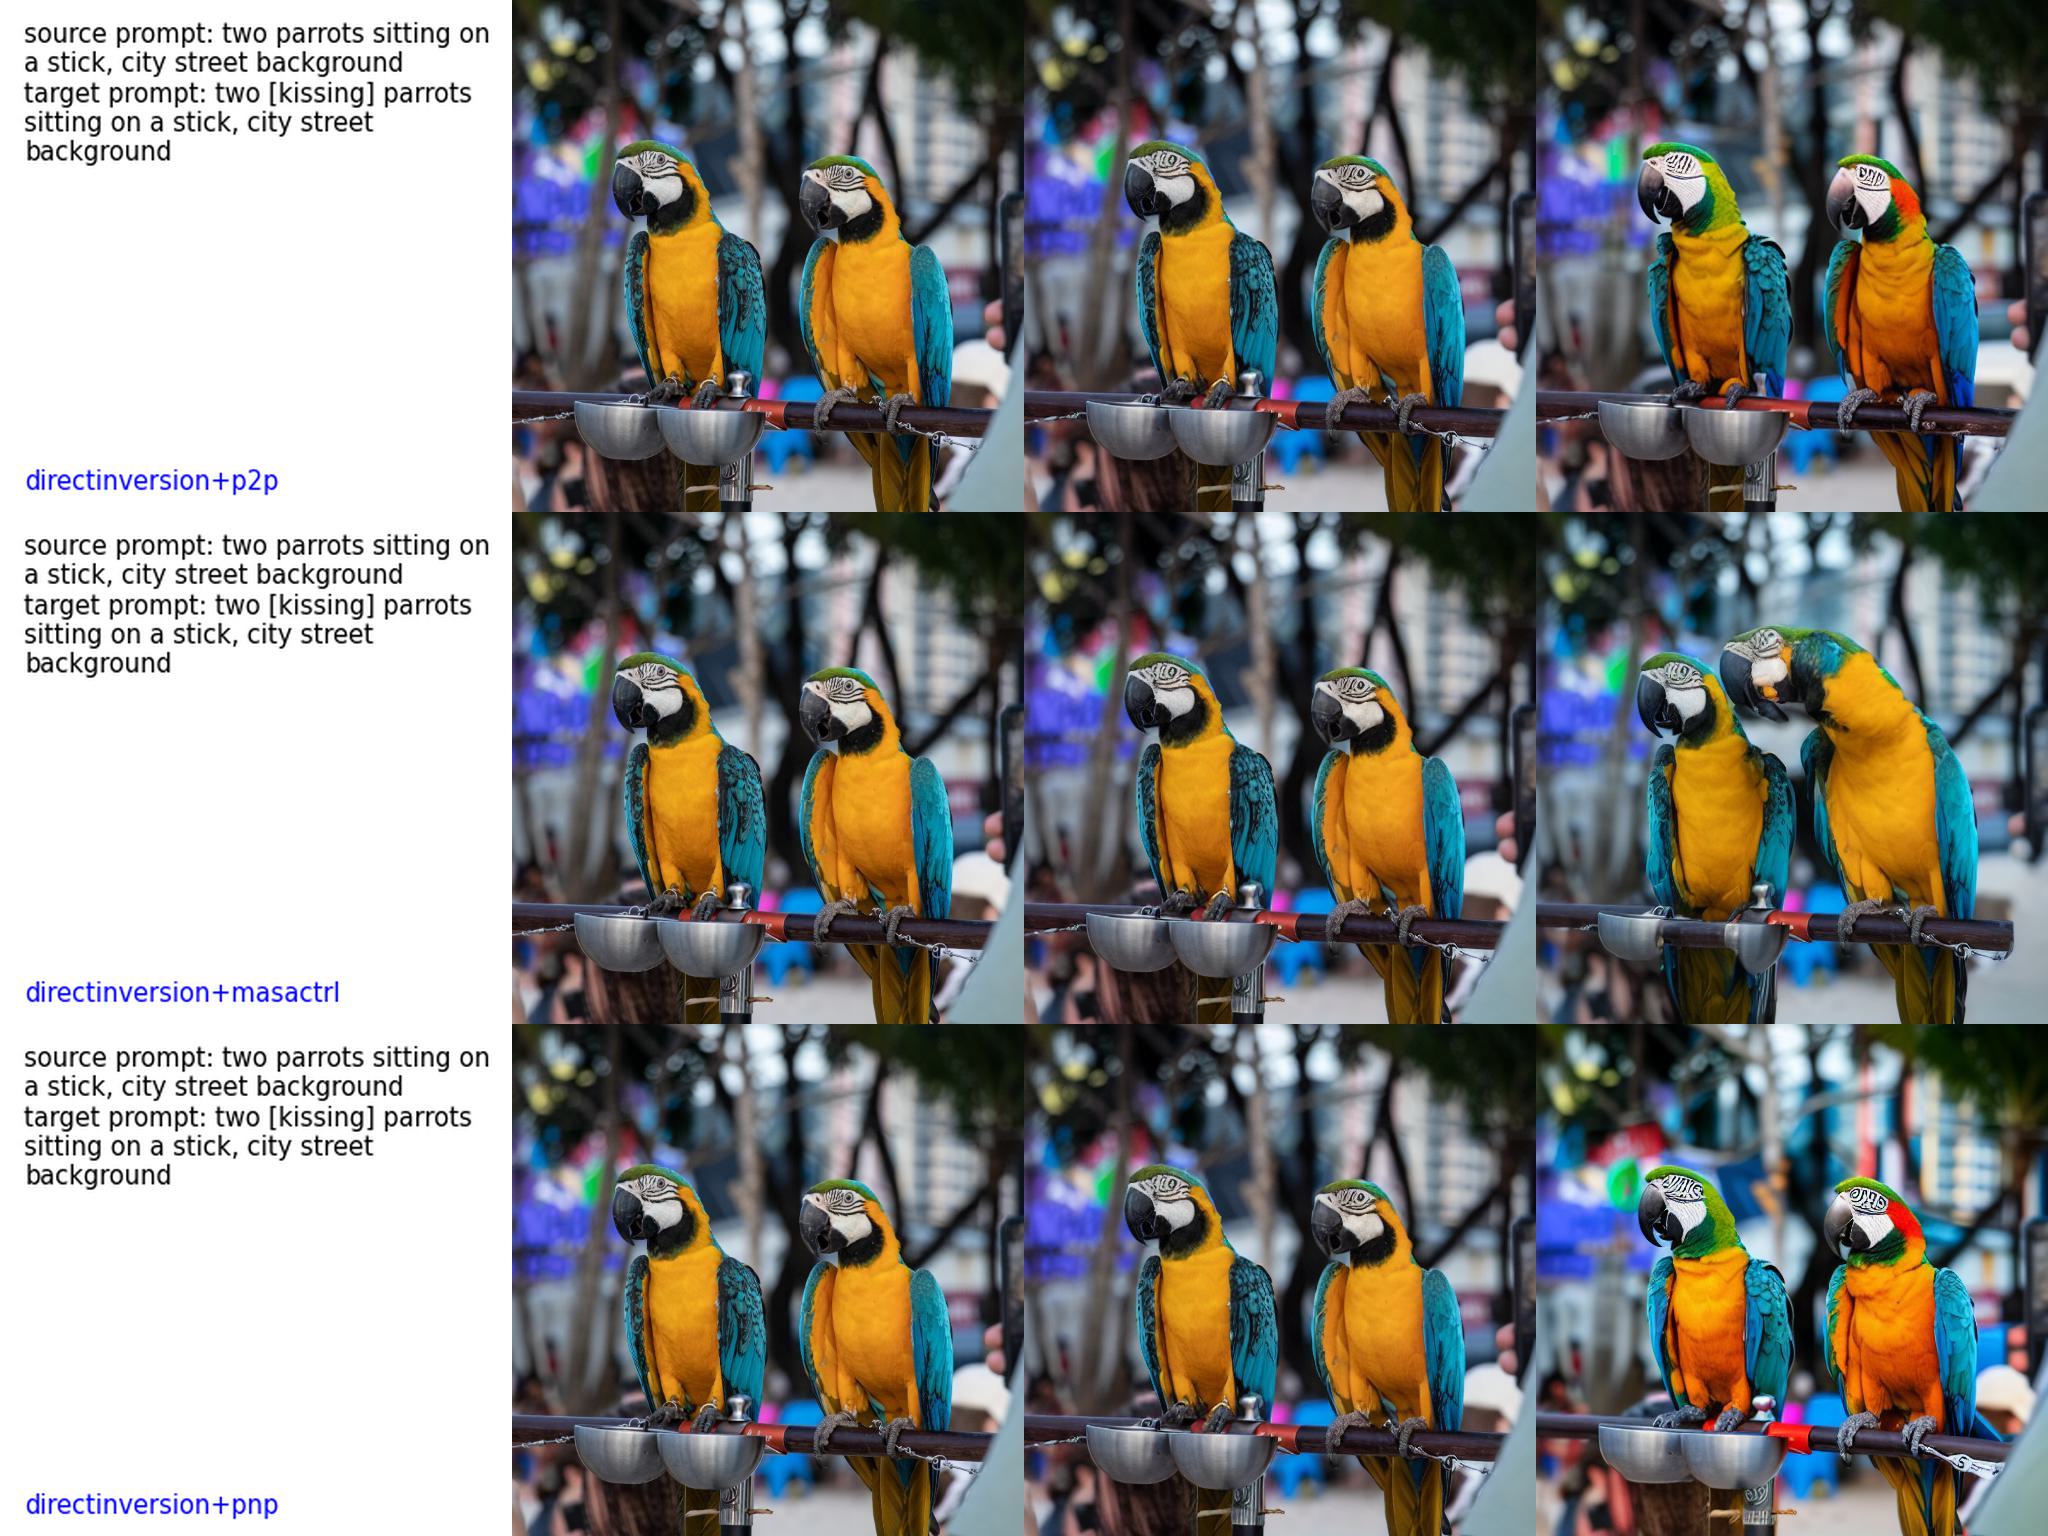 source prompt: two parrots sitting on
a stick, city street background
target prompt: two [kissing] parrots
sitting on a stick, city street
background
directinversion+p2p
source prompt: two parrots sitting on
a stick, city street background
target prompt: two [kissing] parrots
sitting on a stick, city street
background
directinversion+masactrl
source prompt: two parrots sitting on
a stick, city street background
target prompt: two [kissing] parrots
sitting on a stick, city street
background
directinversion+pnp